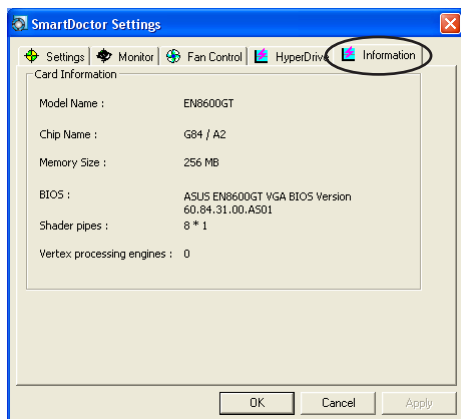 SmartDoctor Settings
Settings Monitor Fan Control HyperDrive Information
Card Information
Model Name : EN8600GT
Chip Name : G84 / A2
Memory Size : 256 MB
BIOS : ASUS EN8600GT VGA BIOS Version
60.84.31.00.AS01
Shader pipes : 8 * 1
Vertex processing engines : 0
OK Cancel Apply